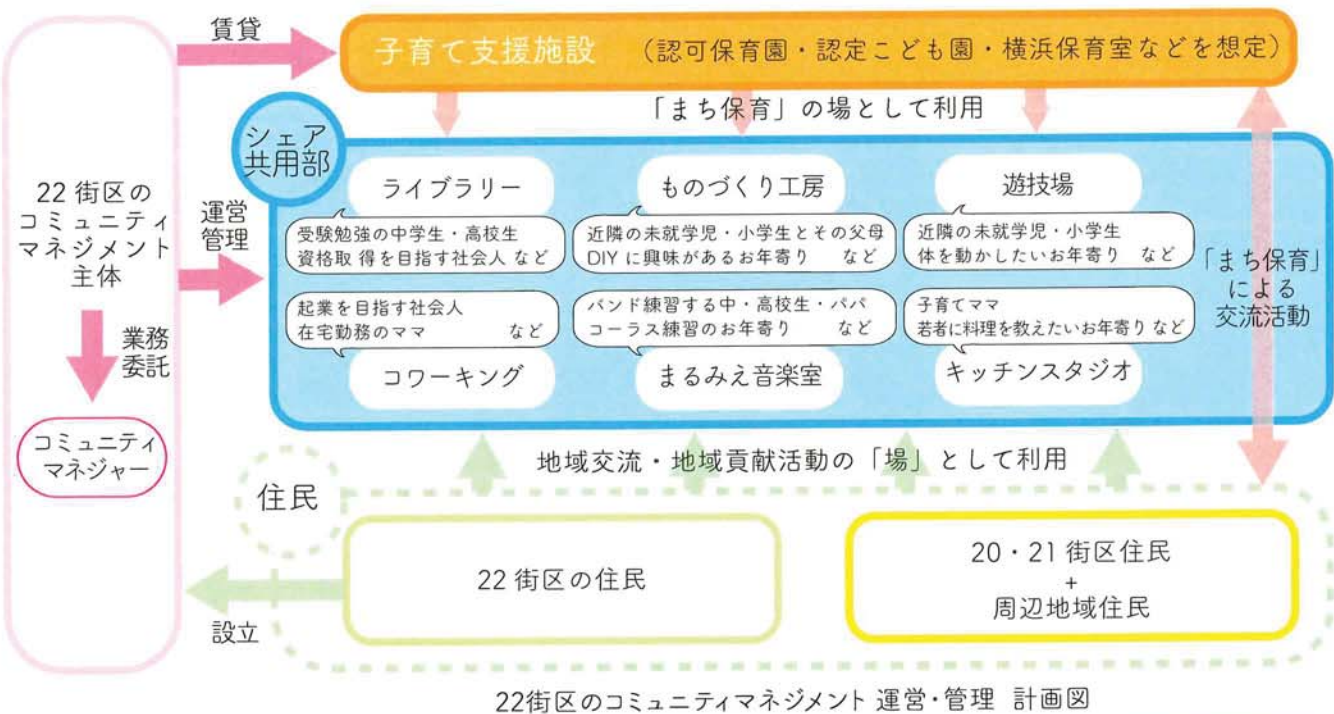 賃貸
子育て支援施設 (認可保育園・認定こども園・横浜保育室などを想定)
「まち保育」の場として利用
シェア
共用部
22 街区の
コミュニティ
マネジメント
主体
運営
管理
業務
委託
コミュニティ
マネジャー
ライブラリー
受験勉強の中学生・高校生
資格取 得を目指す社会人 など
ものづくり工房
近隣の未就学児・小学生とその父母
DIY に興味があるお年寄り など
遊技場
近隣の未就学児・小学生
体を動かしたいお年寄り など
起業を目指す社会人
在宅勤務のママ など
コワーキング
バンド練習する中・高校生・パパ
コーラス練習のお年寄り など
まるみえ音楽室
子育てママ
若者に料理を教えたいお年寄り など
キッチンスタジオ
「まち保育」
による
交流活動
地域交流・地域貢献活動の「場」として利用
住民
22 街区の住民
20・21 街区住民
+
周辺地域住民
設立
22街区のコミュニティマネジメント 運営・管理 計画図